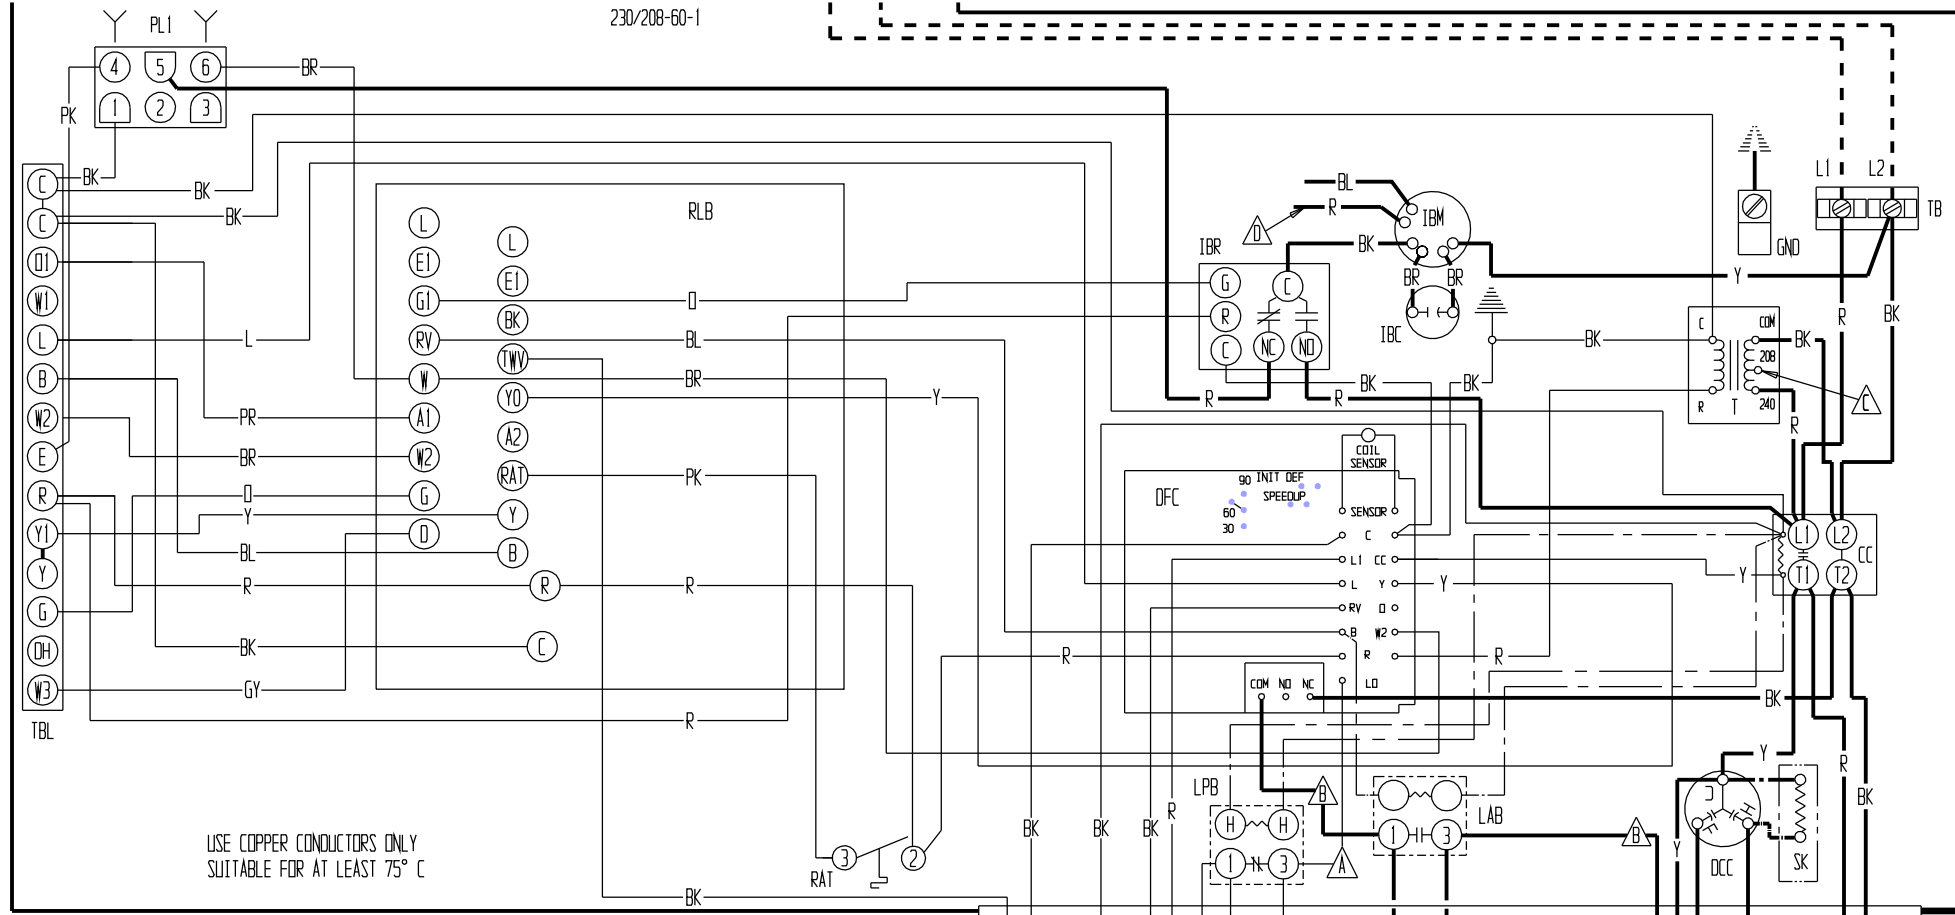 230/208-60-1
PL1
4 5 6
BR
1 2 3
PK
BK
BK
BK
L1 L2
TB
GND
BL
R
IBM
D
BK
IBR
BR BR
IBC
Y
R
BK
C
C
O1
W1
L
B
W2
E
R
Y1
Y
G
OH
W3
TBL
RLB
L
E1
G1
RV
W
A1
W2
G
D
L
E1
BK
TWV
YO
A2
RAT
Y
B
R
C
L
PR
BR
O
Y
BL
R
BK
GY
O
BL
BR
Y
PK
R
R
R
BK
G
R
C
C
NC NO
BK
R
R
BK
BK
C COM
BK
208
240
R T
C
R
COIL
SENSOR
DFC
90 INIT DEF
SPEEDUP
60
30
SENSOR
C
L1 CC
L Y
RV O
B W2
R
LO
COM NO NC
Y
R
BK
Y
L1 L2
T1 T2
CC
LPB
H H
1 N 3
R
BK
BK
BK
B
A
1 3
LAB
B
Y
R
BK
Y
C
F
H
DCC
SK
3 2
RAT
USE COPPER CONDUCTORS ONLY
SUITABLE FOR AT LEAST 75° C